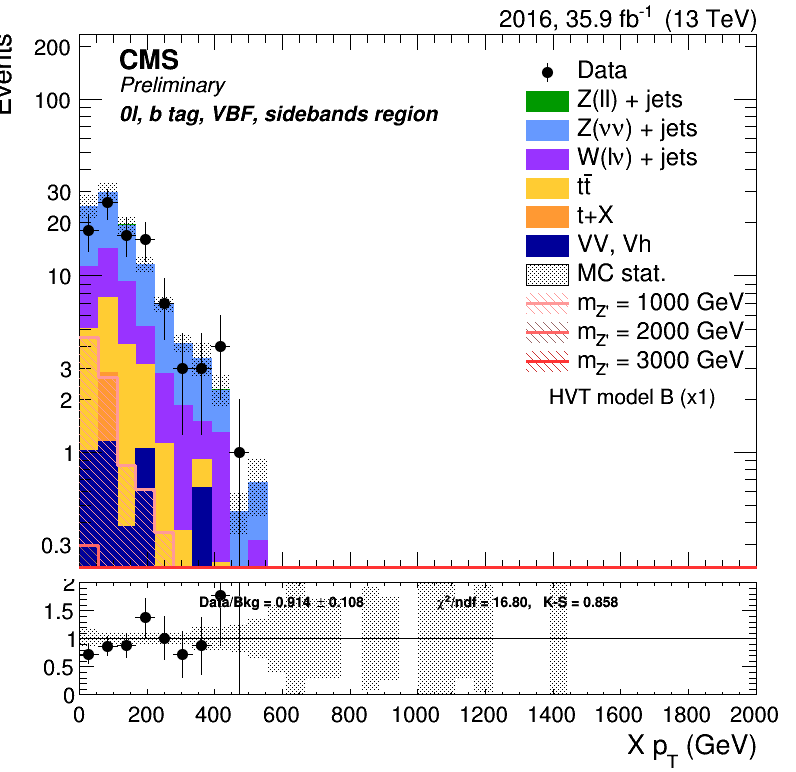 2016, 35.9 fb⁻¹ (13 TeV)
Events
CMS
Preliminary
0l, b tag, VBF, sidebands region
Data
Z(ll) + jets
Z(νν) + jets
W(lν) + jets
tt̄
t+X
VV, Vh
MC stat.
m_Z' = 1000 GeV
m_Z' = 2000 GeV
m_Z' = 3000 GeV
HVT model B (x1)
200
100
30
20
10
3
2
1
0.3
2
1.5
1
0.5
0
Data/Bkg = 0.914 ± 0.108
χ²/ndf = 16.80, K-S = 0.858
0 200 400 600 800 1000 1200 1400 1600 1800 2000
X p_T (GeV)